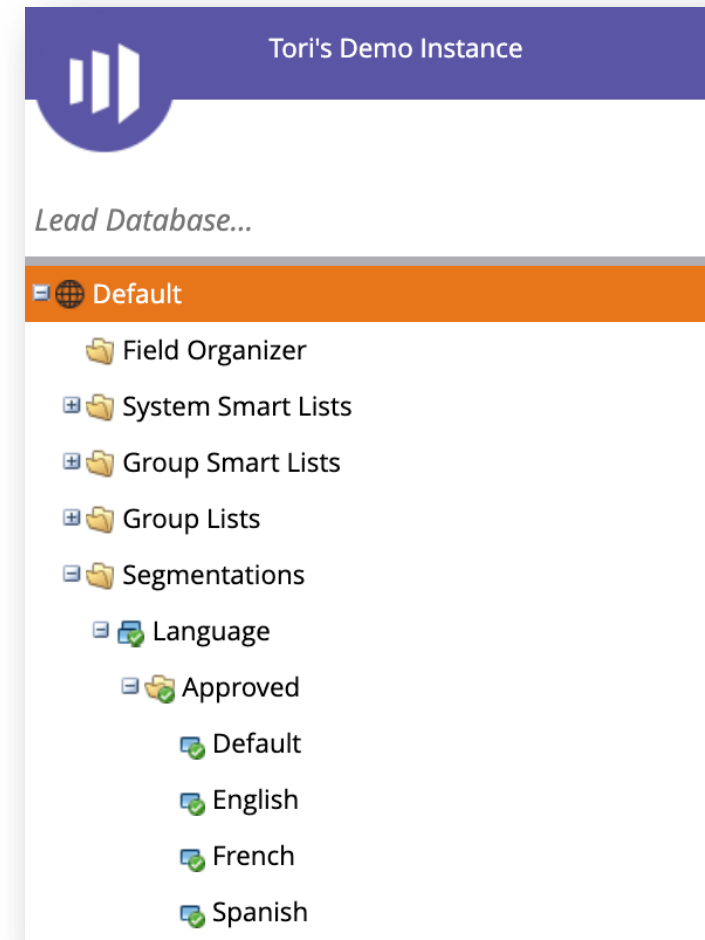 Tori's Demo Instance
Lead Database...
Default
Field Organizer
System Smart Lists
Group Smart Lists
Group Lists
Segmentations
Language
Approved
Default
English
French
Spanish